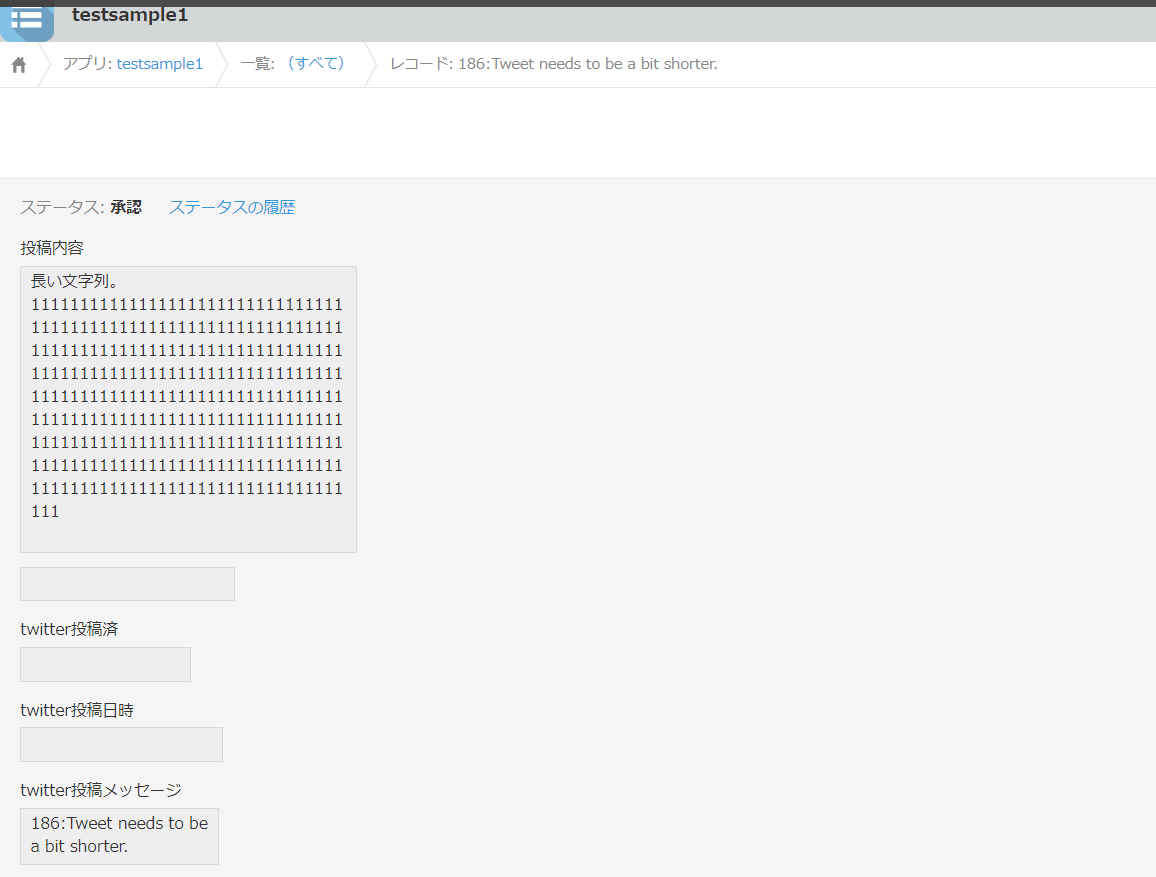 testsample1
アプリ: testsample1 一覧: （すべて） レコード: 186:Tweet needs to be a bit shorter.
ステータス: 承認 ステータスの履歴
投稿内容
長い文字列。
11111111111111111111111111111111
11111111111111111111111111111111
11111111111111111111111111111111
11111111111111111111111111111111
11111111111111111111111111111111
11111111111111111111111111111111
11111111111111111111111111111111
11111111111111111111111111111111
11111111111111111111111111111111
111
twitter投稿済
twitter投稿日時
twitter投稿メッセージ
186:Tweet needs to be
a bit shorter.